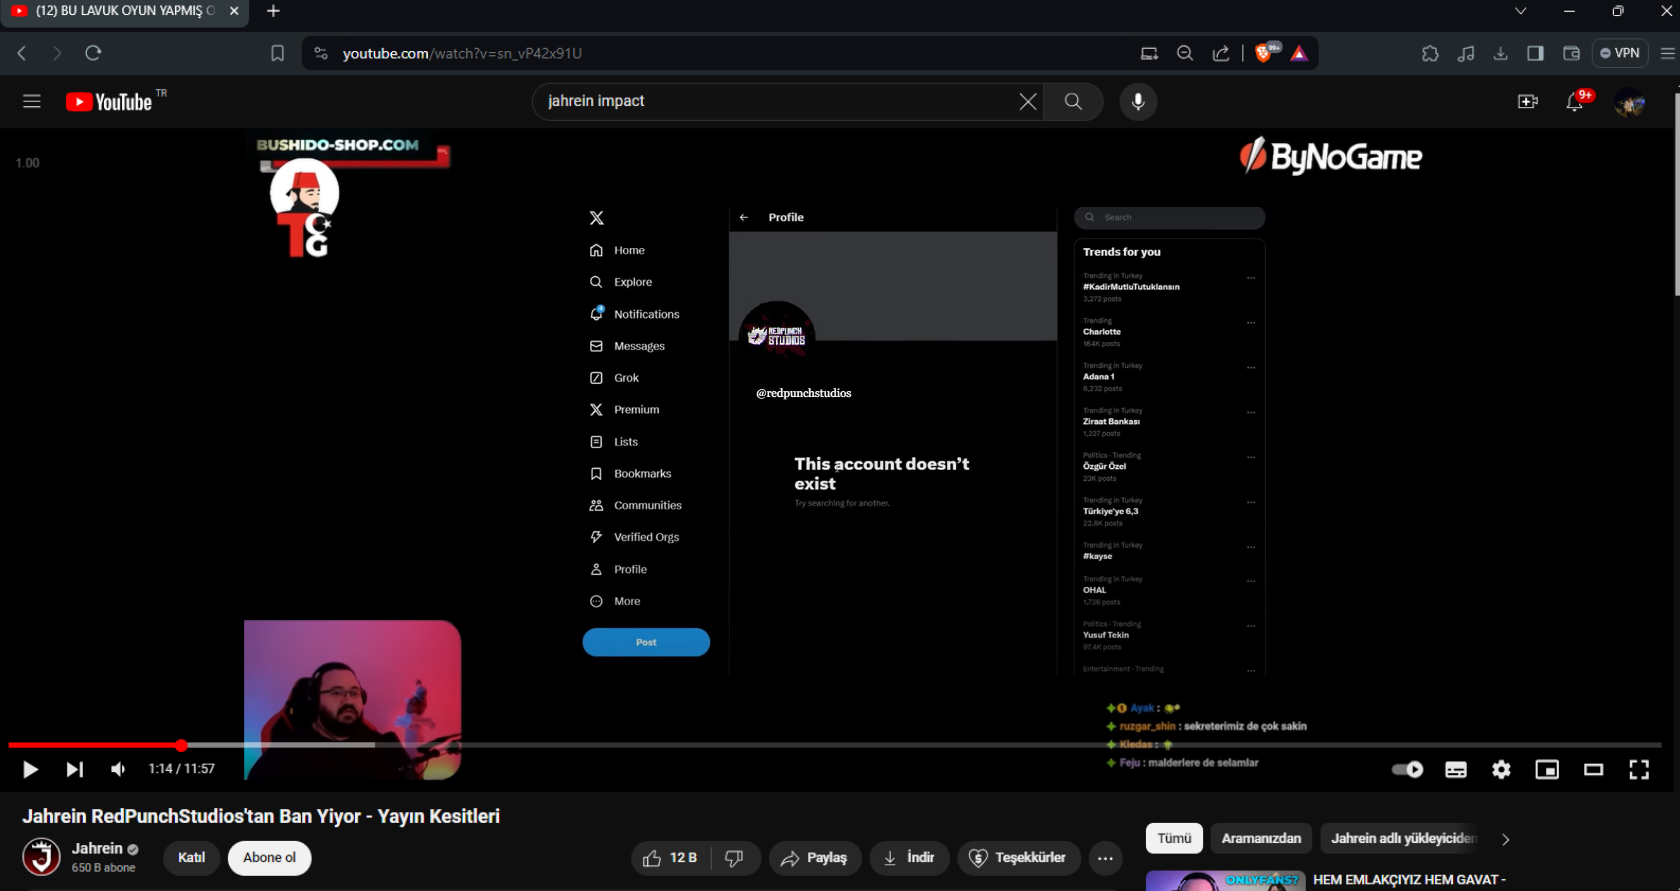 (12) BU LAVUK OYUN YAPMIŞ O
youtube.com/watch?v=sn_vP42x91U
99+
VPN
YouTube TR
jahrein impact
9+
1.00
BUSHIDO-SHOP.COM
TG
ByNoGame
Profile
Search
Home
Explore
Notifications
Messages
Grok
Premium
Lists
Bookmarks
Communities
Verified Orgs
Profile
More
Post
REDPUNCH
STUDIOS
@redpunchstudios
This account doesn't
exist
Try searching for another.
Trends for you
Trending in Turkey
#KadirMutluTutuklansın
3,272 posts
Trending
Charlotte
164K posts
Trending in Turkey
Adana 1
6,232 posts
Trending in Turkey
Ziraat Bankası
1,227 posts
Politics · Trending
Özgür Özel
23K posts
Trending in Turkey
Türkiye'ye 6,3
22.8K posts
Trending in Turkey
#kayse
Trending in Turkey
OHAL
1,736 posts
Politics · Trending
Yusuf Tekin
97.4K posts
Entertainment · Trending
Ayak :
ruzgar_shin : sekreterimiz de çok sakin
Kledas :
Feju : malderlere de selamlar
1:14 / 11:57
Jahrein RedPunchStudios'tan Ban Yiyor - Yayın Kesitleri
Jahrein
650 B abone
Katıl
Abone ol
12 B
Paylaş
İndir
Teşekkürler
Tümü
Aramanızdan
Jahrein adlı yükleyiciden
ONLYFANS?
HEM EMLAKÇIYIZ HEM GAVAT -